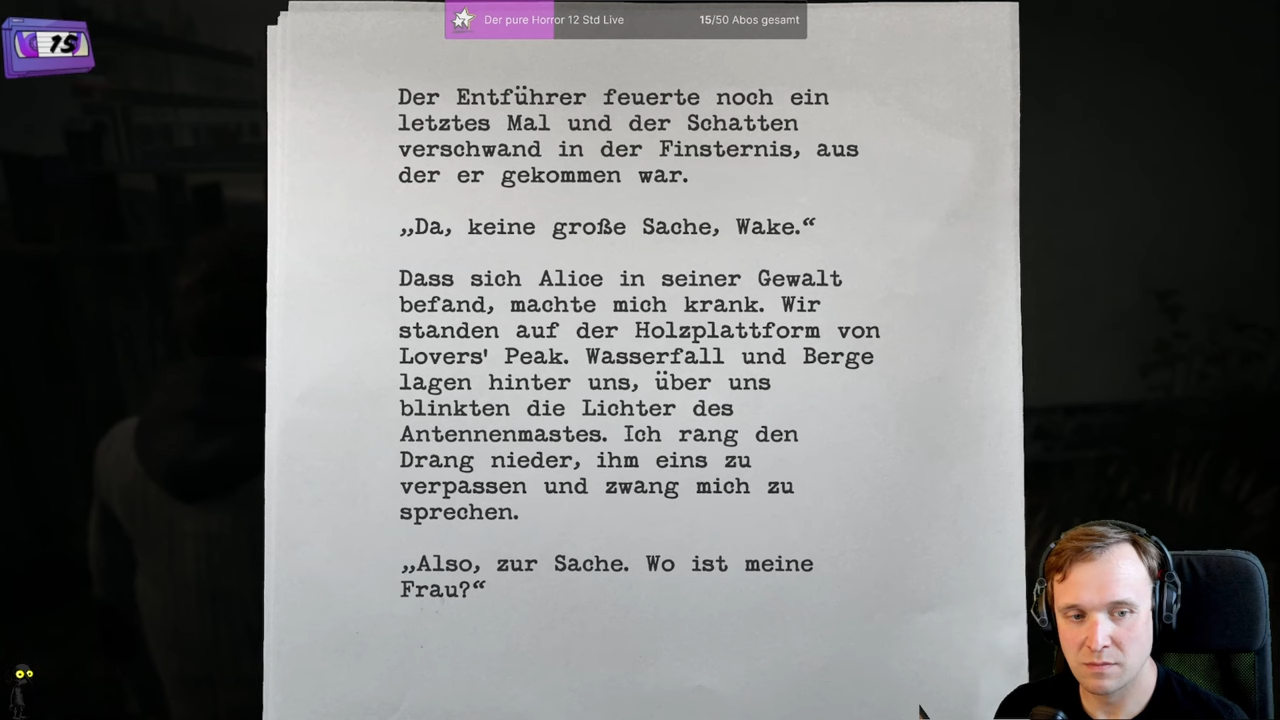 Der pure Horror 12 Std Live
15/50 Abos gesamt
15
Der Entführer feuerte noch ein
letztes Mal und der Schatten
verschwand in der Finsternis, aus
der er gekommen war.
„Da, keine große Sache, Wake.“
Dass sich Alice in seiner Gewalt
befand, machte mich krank. Wir
standen auf der Holzplattform von
Lovers' Peak. Wasserfall und Berge
lagen hinter uns, über uns
blinkten die Lichter des
Antennenmastes. Ich rang den
Drang nieder, ihm eins zu
verpassen und zwang mich zu
sprechen.
„Also, zur Sache. Wo ist meine
Frau?“